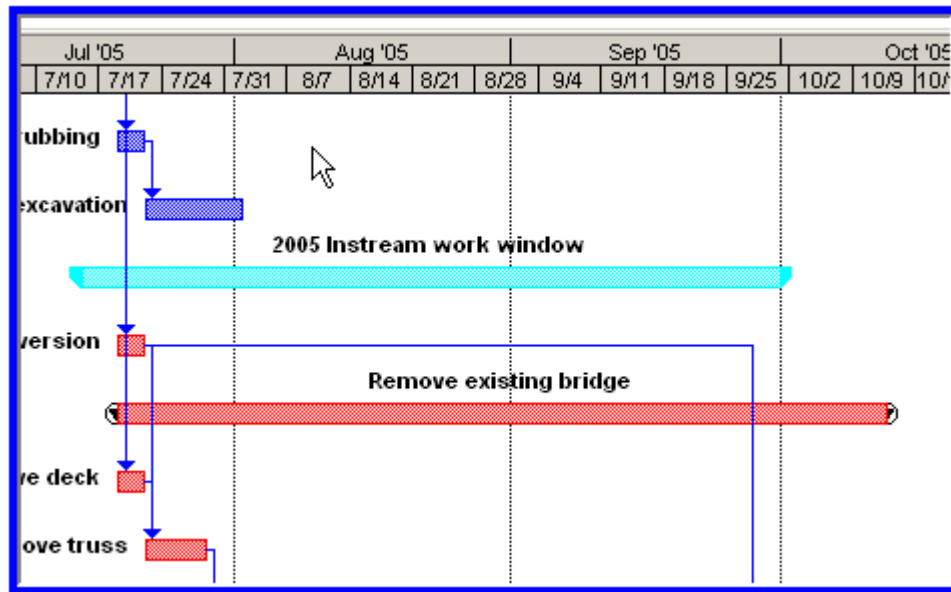 Jul '05 Aug '05 Sep '05 Oct '05
7/10 7/17 7/24 7/31 8/7 8/14 8/21 8/28 9/4 9/11 9/18 9/25 10/2 10/9 10/
rubbing
excavation
2005 Instream work window
version
Remove existing bridge
ve deck
ove truss